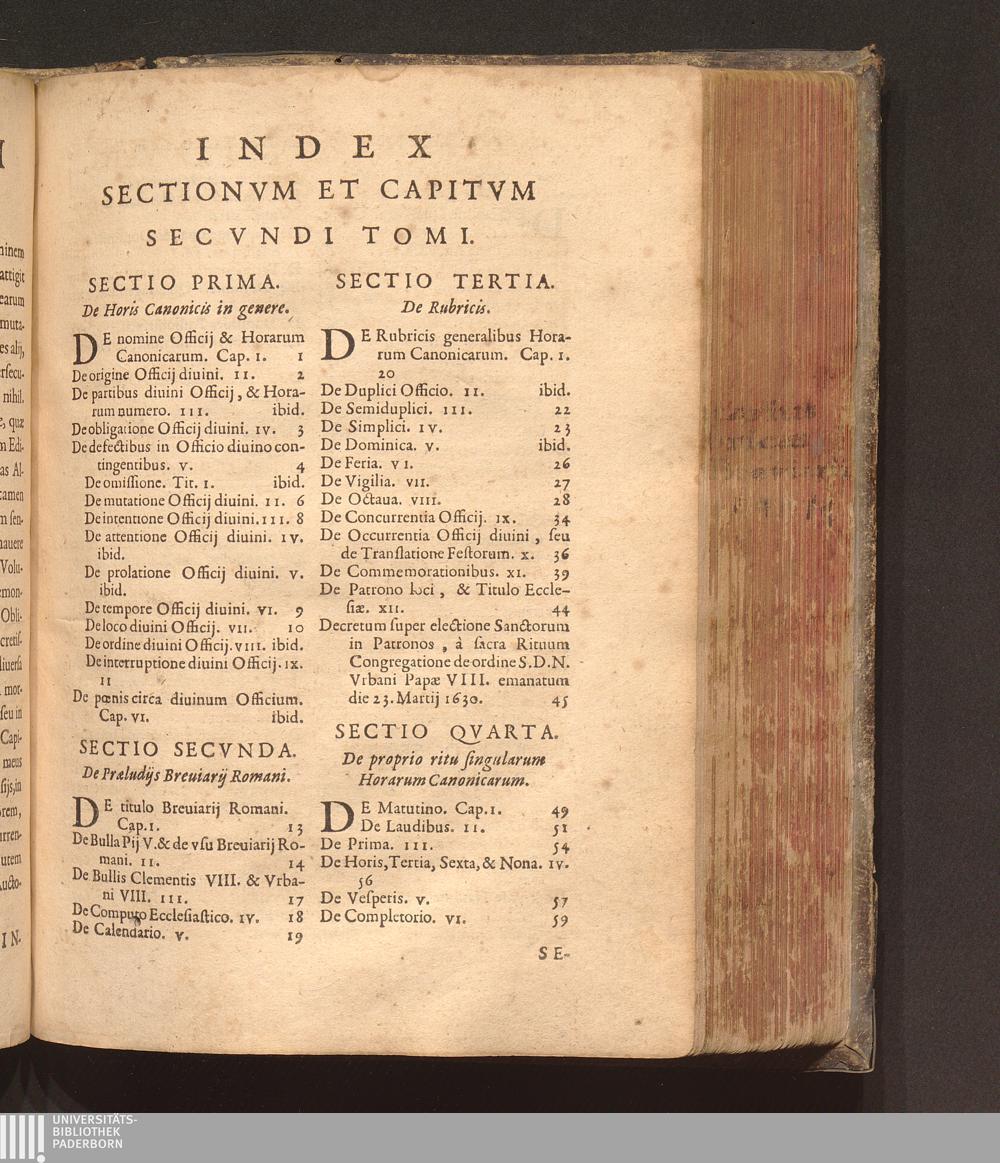 INDEX
SECTIONVM ET CAPITVM
SECVNDI TOMI.
SECTIO PRIMA.
De Horis Canonicis in genere.
DE nomine Officij & Horarum
Canonicarum. Cap. I. 1
De origine Officij diuini. II. 2
De partibus diuini Officij, & Hora-
rum numero. III. ibid.
De obligatione Officij diuini. IV. 3
De defectibus in Officio diuino con-
tingentibus. V. 4
De omiſſione. Tit. I. ibid.
De mutatione Officij diuini. II. 6
De intentione Officij diuini. III. 8
De attentione Officij diuini. IV.
ibid.
De prolatione Officij diuini. V.
ibid.
De tempore Officij diuini. VI. 9
De loco diuini Officij. VII. 10
De ordine diuini Officij. VIII. ibid.
De interruptione diuini Officij. IX.
11
De pœnis circa diuinum Officium.
Cap. VI. ibid.
SECTIO SECVNDA.
De Præludijs Breuiarij Romani.
DE titulo Breuiarij Romani.
Cap. I. 13
De Bulla Pij V. & de vſu Breuiarij Ro-
mani. II. 14
De Bullis Clementis VIII. & Vrba-
ni VIII. III. 17
De Computo Eccleſiaſtico. IV. 18
De Calendario. V. 19
SECTIO TERTIA.
De Rubricis.
DE Rubricis generalibus Hora-
rum Canonicarum. Cap. I.
20
De Duplici Officio. II. ibid.
De Semiduplici. III. 22
De Simplici. IV. 23
De Dominica. V. ibid.
De Feria. VI. 26
De Vigilia. VII. 27
De Octaua. VIII. 28
De Concurrentia Officij. IX. 34
De Occurrentia Officij diuini, ſeu
de Tranſlatione Feſtorum. X. 36
De Commemorationibus. XI. 39
De Patrono loci, & Titulo Eccle-
ſiæ. XII. 44
Decretum ſuper electione Sanctorum
in Patronos, à ſacra Rituum
Congregatione de ordine S.D.N.
Vrbani Papæ VIII. emanatum
die 23. Martij 1630. 45
SECTIO QVARTA.
De proprio ritu ſingularum
Horarum Canonicarum.
DE Matutino. Cap. I. 49
De Laudibus. II. 51
De Prima. III. 54
De Horis, Tertia, Sexta, & Nona. IV.
56
De Veſperis. V. 57
De Completorio. VI. 59
SE-
UNIVERSITÄTS-
BIBLIOTHEK
PADERBORN